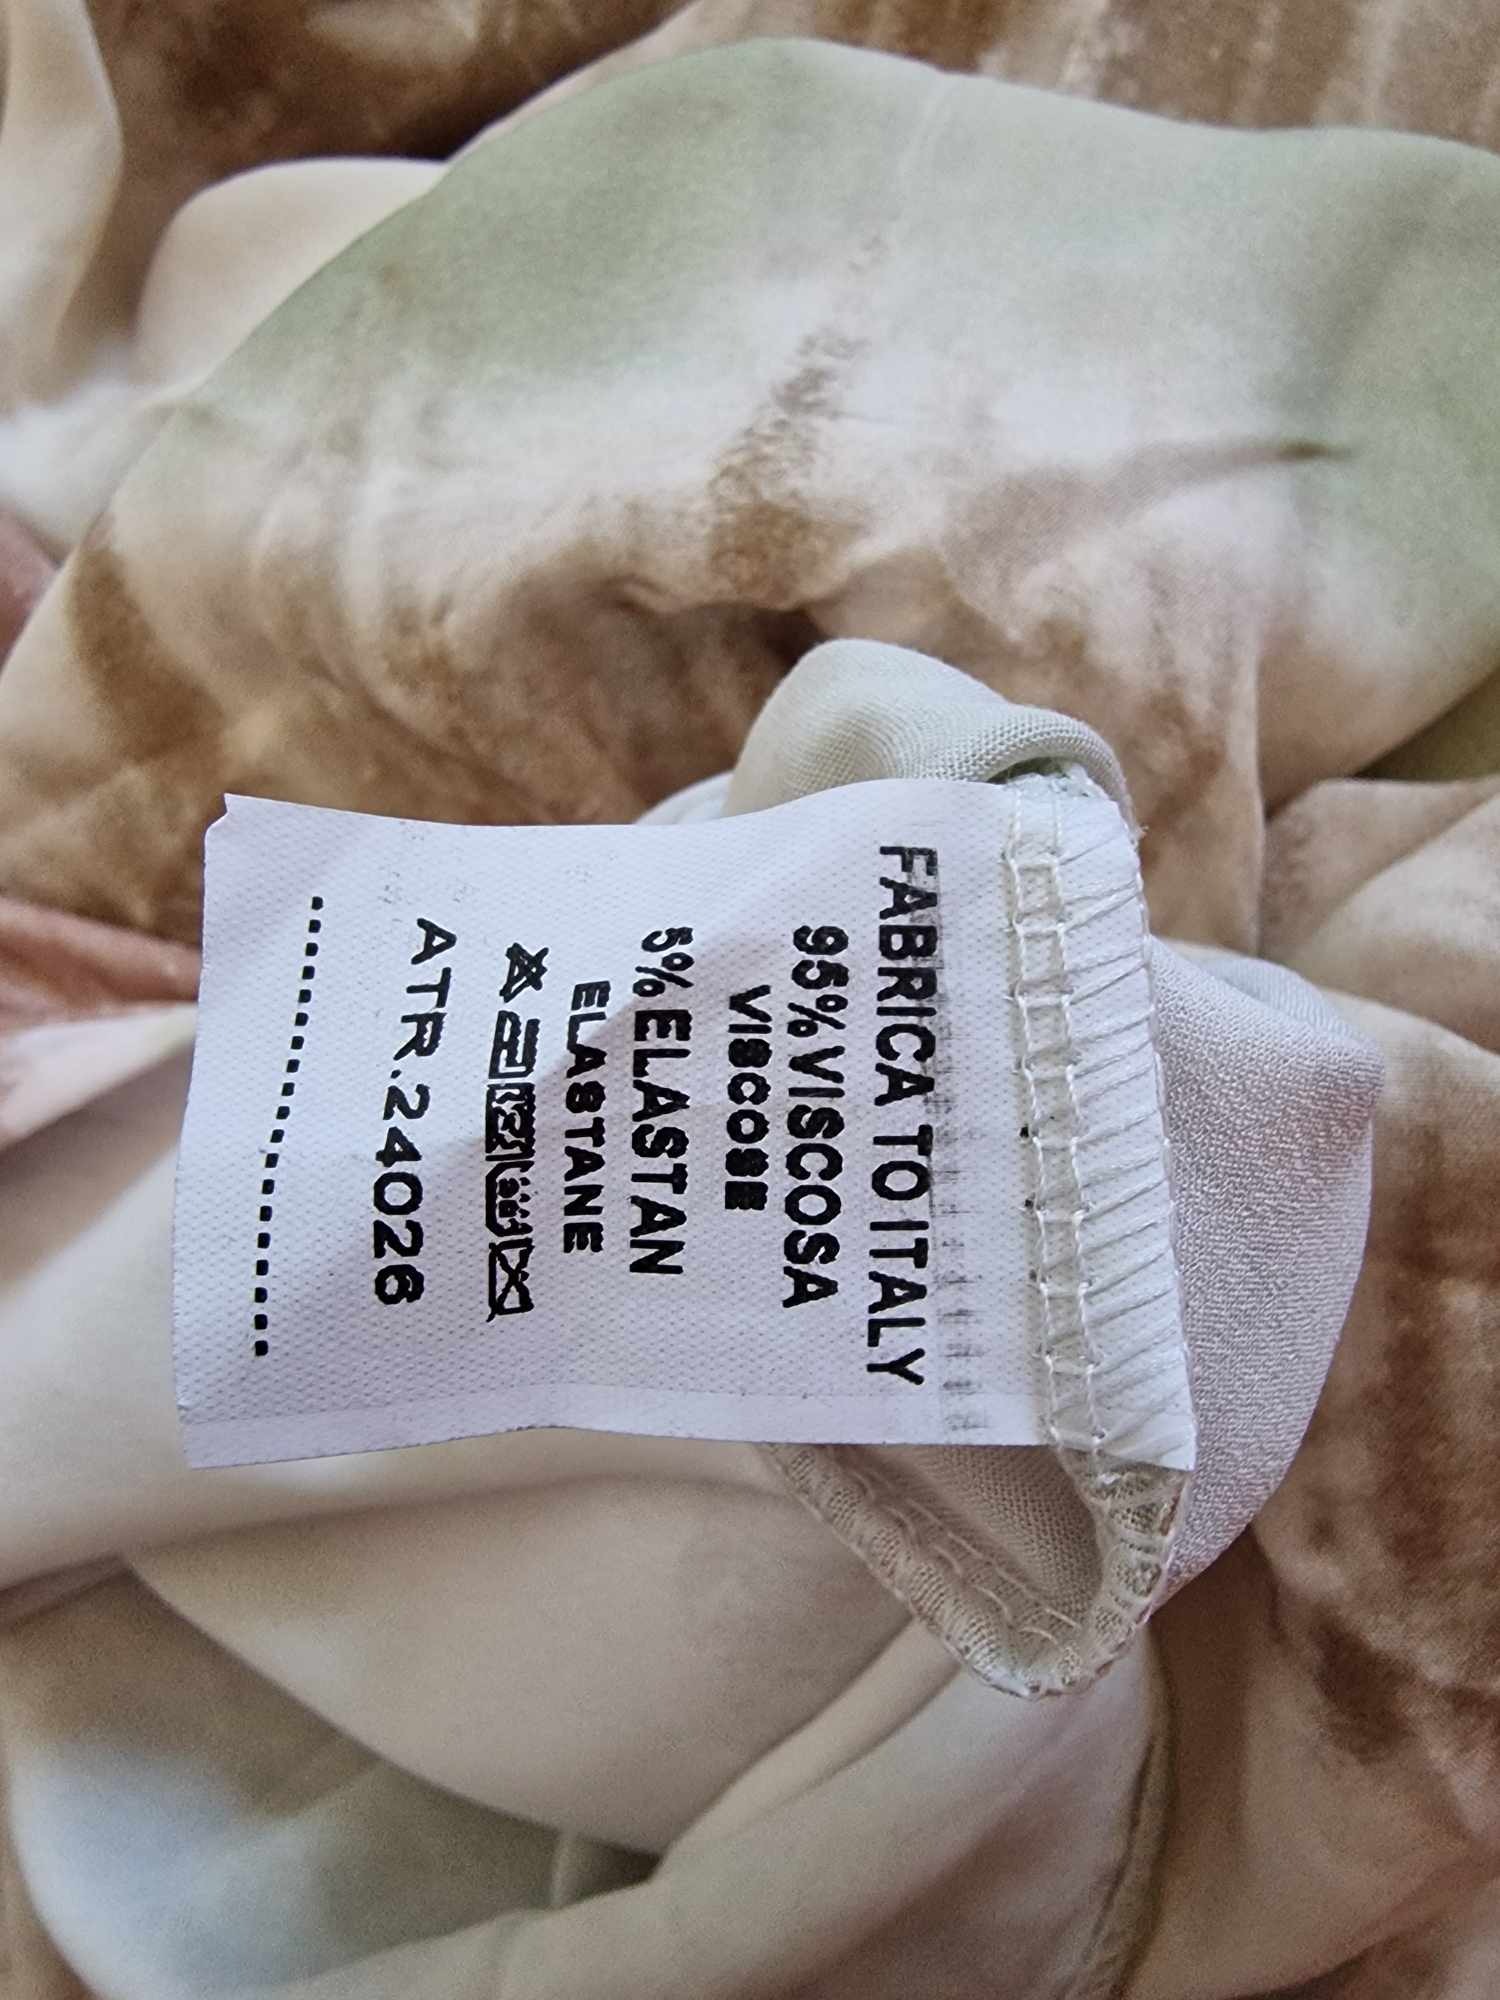 FABRICA TO ITALY
95% VISCOSA
VISCOSE
5% ELASTAN
ELASTANE
ATR.24026